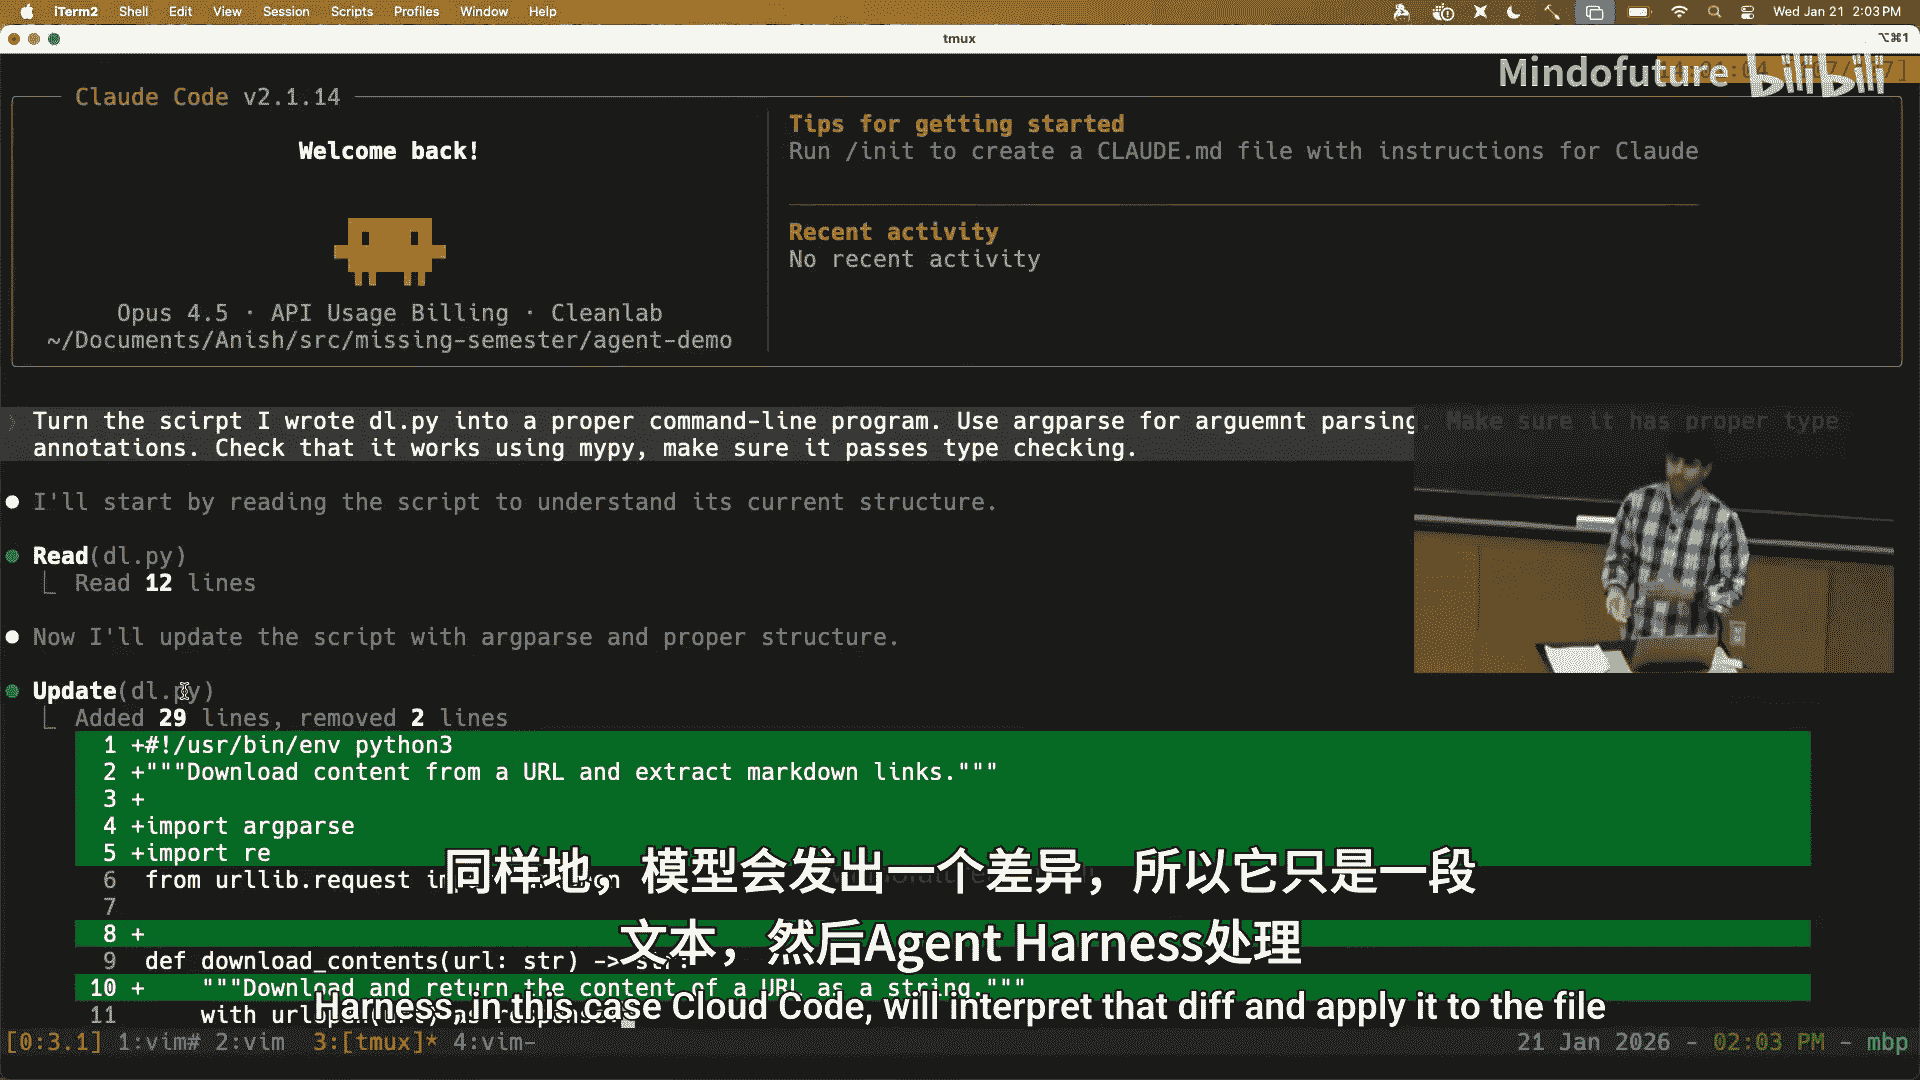 iTerm2 Shell Edit View Session Scripts Profiles Window Help Wed Jan 21 2:03 PM
tmux ⌥⌘1
Mindofuture bilibili
Claude Code v2.1.14
Welcome back!
Opus 4.5 · API Usage Billing · Cleanlab
~/Documents/Anish/src/missing-semester/agent-demo
Tips for getting started
Run /init to create a CLAUDE.md file with instructions for Claude
Recent activity
No recent activity
Turn the scirpt I wrote dl.py into a proper command-line program. Use argparse for arguemnt parsing. Make sure it has proper type
annotations. Check that it works using mypy, make sure it passes type checking.
I'll start by reading the script to understand its current structure.
Read(dl.py)
Read 12 lines
Now I'll update the script with argparse and proper structure.
Update(dl.py)
Added 29 lines, removed 2 lines
1 +#!/usr/bin/env python3
2 +"""Download content from a URL and extract markdown links."""
3 +
4 +import argparse
5 +import re
6 from urllib.request
7
8 +
9 def download_contents(url: str) -> str:
10 + """Download and return the content of a URL as a string."""
11 with
同样地，模型会发出一个差异，所以它只是一段
文本，然后Agent Harness处理
Harness, in this case Cloud Code, will interpret that diff and apply it to the file
[0:3.1] 1:vim# 2:vim 3:[tmux]* 4:vim- 21 Jan 2026 - 02:03 PM - mbp